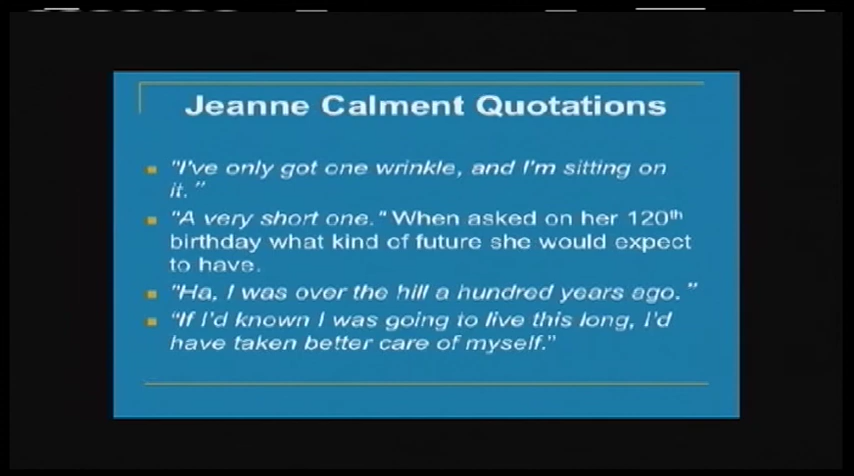 Jeanne Calment Quotations
"I've only got one wrinkle, and I'm sitting on
it."
"A very short one." When asked on her 120th
birthday what kind of future she would expect
to have.
"Ha, I was over the hill a hundred years ago."
"If I'd known I was going to live this long, I'd
have taken better care of myself."